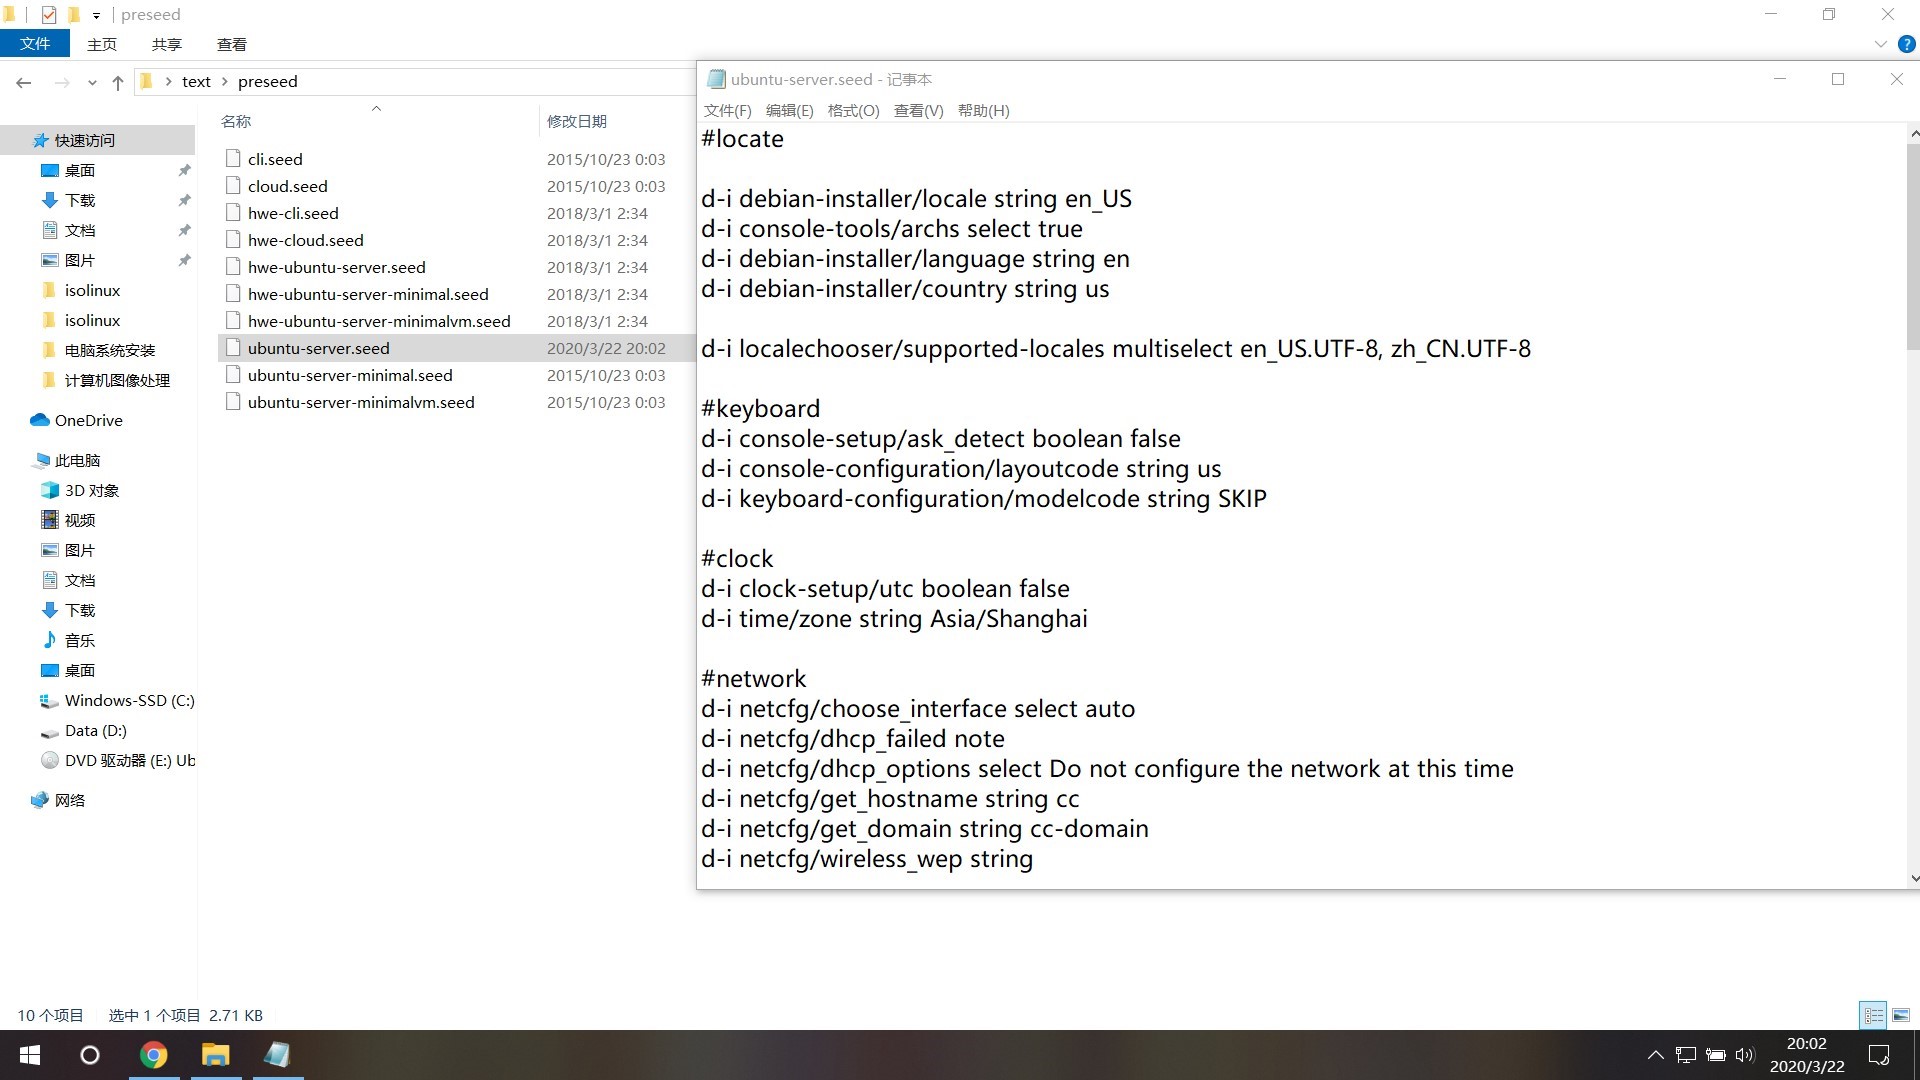 preseed
文件 主页 共享 查看
text preseed
名称 修改日期
快速访问
桌面
下载
文档
图片
isolinux
isolinux
电脑系统安装
计算机图像处理
OneDrive
此电脑
3D 对象
视频
图片
文档
下载
音乐
桌面
Windows-SSD (C:)
Data (D:)
DVD 驱动器 (E:) Ub
网络
cli.seed 2015/10/23 0:03
cloud.seed 2015/10/23 0:03
hwe-cli.seed 2018/3/1 2:34
hwe-cloud.seed 2018/3/1 2:34
hwe-ubuntu-server.seed 2018/3/1 2:34
hwe-ubuntu-server-minimal.seed 2018/3/1 2:34
hwe-ubuntu-server-minimalvm.seed 2018/3/1 2:34
ubuntu-server.seed 2020/3/22 20:02
ubuntu-server-minimal.seed 2015/10/23 0:03
ubuntu-server-minimalvm.seed 2015/10/23 0:03
ubuntu-server.seed - 记事本
文件(F) 编辑(E) 格式(O) 查看(V) 帮助(H)
#locate
d-i debian-installer/locale string en_US
d-i console-tools/archs select true
d-i debian-installer/language string en
d-i debian-installer/country string us
d-i localechooser/supported-locales multiselect en_US.UTF-8, zh_CN.UTF-8
#keyboard
d-i console-setup/ask_detect boolean false
d-i console-configuration/layoutcode string us
d-i keyboard-configuration/modelcode string SKIP
#clock
d-i clock-setup/utc boolean false
d-i time/zone string Asia/Shanghai
#network
d-i netcfg/choose_interface select auto
d-i netcfg/dhcp_failed note
d-i netcfg/dhcp_options select Do not configure the network at this time
d-i netcfg/get_hostname string cc
d-i netcfg/get_domain string cc-domain
d-i netcfg/wireless_wep string
10 个项目 选中 1 个项目 2.71 KB
20:02
2020/3/22